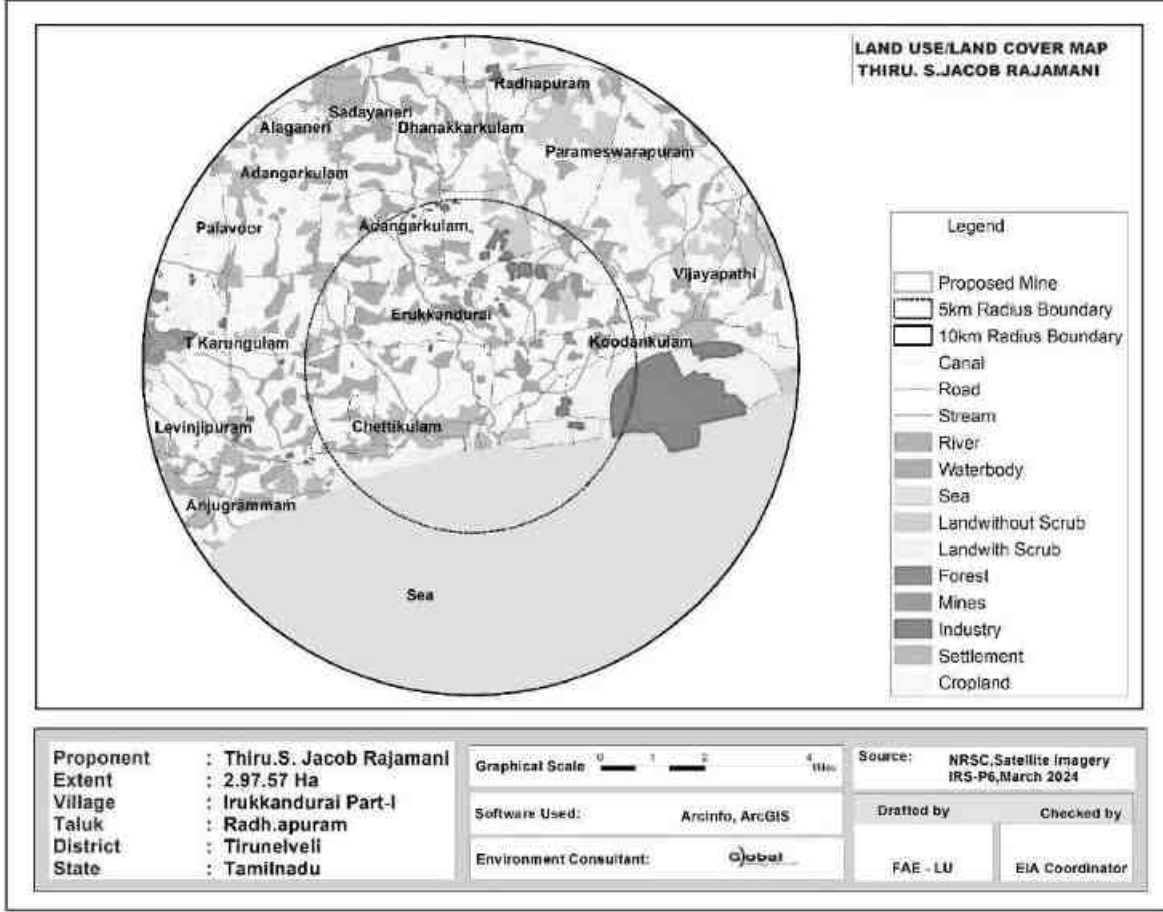 LAND USE/LAND COVER MAP
THIRU. S.JACOB RAJAMANI
Radhapuram
Sadayaneri
Alaganeri
Dhanakkarkulam
Parameswarapuram
Adangarkulam
Palavoor
Adangarkulam
Vijayapathi
Erukkandurai
T Karungulam
Koodankulam
Levinjipuram
Chettikulam
Anjugrammam
Sea
Legend
Proposed Mine
5km Radius Boundary
10km Radius Boundary
Canal
Road
Stream
River
Waterbody
Sea
Landwithout Scrub
Landwith Scrub
Forest
Mines
Industry
Settlement
Cropland
Proponent : Thiru.S. Jacob Rajamani
Extent : 2.97.57 Ha
Village : Irukkandurai Part-I
Taluk : Radh.apuram
District : Tirunelveli
State : Tamilnadu
Graphical Scale 0 1 2 4
Software Used: Arcinfo, ArcGIS
Environment Consultant: Global
Source: NRSC,Satellite Imagery
IRS-P6,March 2024
Drafted by Checked by
FAE - LU EIA Coordinator